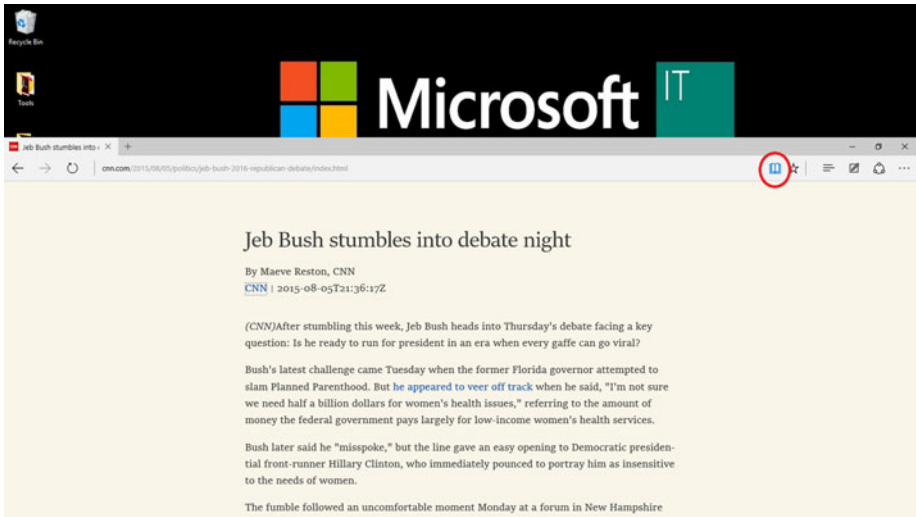 Recycle Bin
Tools
Microsoft IT
Jeb Bush stumbles into
cnn.com/2015/08/05/politics/jeb-bush-2016-republican-debate/index.html
Jeb Bush stumbles into debate night
By Maeve Reston, CNN
CNN | 2015-08-05T21:36:17Z
(CNN)After stumbling this week, Jeb Bush heads into Thursday's debate facing a key
question: Is he ready to run for president in an era when every gaffe can go viral?
Bush's latest challenge came Tuesday when the former Florida governor attempted to
slam Planned Parenthood. But he appeared to veer off track when he said, "I'm not sure
we need half a billion dollars for women's health issues," referring to the amount of
money the federal government pays largely for low-income women's health services.
Bush later said he "misspoke," but the line gave an easy opening to Democratic presiden-
tial front-runner Hillary Clinton, who immediately pounced to portray him as insensitive
to the needs of women.
The fumble followed an uncomfortable moment Monday at a forum in New Hampshire